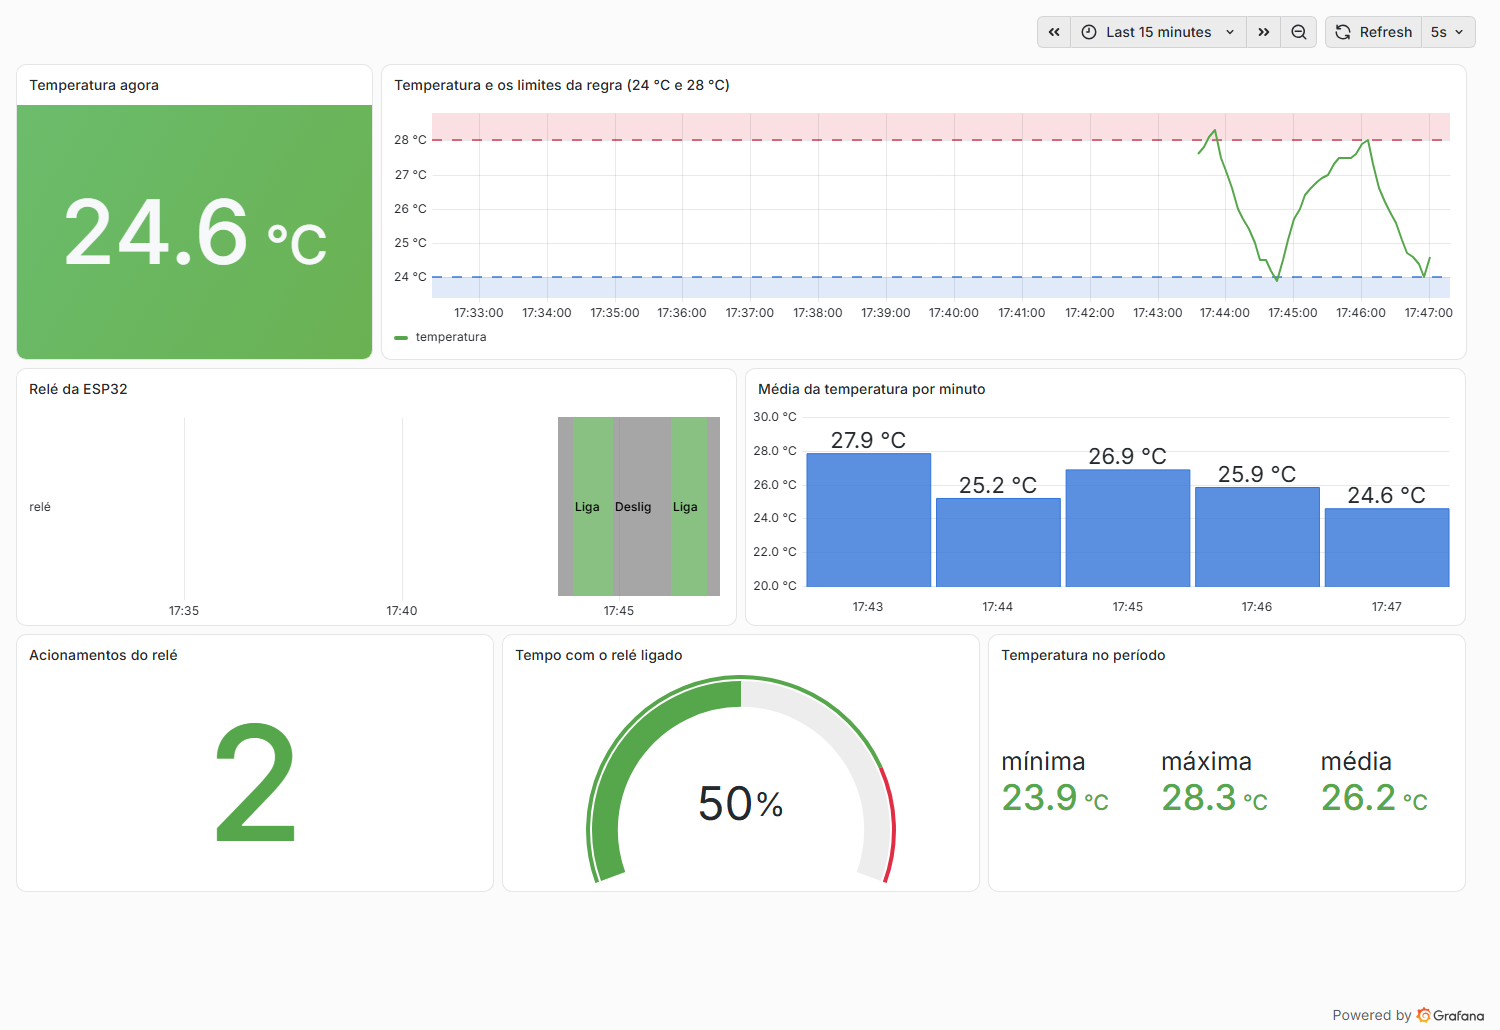 Last 15 minutes
Refresh
5s
Temperatura agora
24.6 °C
Temperatura e os limites da regra (24 °C e 28 °C)
28 °C
27 °C
26 °C
25 °C
24 °C
17:33:00 17:34:00 17:35:00 17:36:00 17:37:00 17:38:00 17:39:00 17:40:00 17:41:00 17:42:00 17:43:00 17:44:00 17:45:00 17:46:00 17:47:00
temperatura
Relé da ESP32
relé
Liga Deslig Liga
17:35 17:40 17:45
Média da temperatura por minuto
30.0 °C
28.0 °C
26.0 °C
24.0 °C
22.0 °C
20.0 °C
27.9 °C 25.2 °C 26.9 °C 25.9 °C 24.6 °C
17:43 17:44 17:45 17:46 17:47
Acionamentos do relé
2
Tempo com o relé ligado
50%
Temperatura no período
mínima máxima média
23.9 °C 28.3 °C 26.2 °C
Powered by Grafana